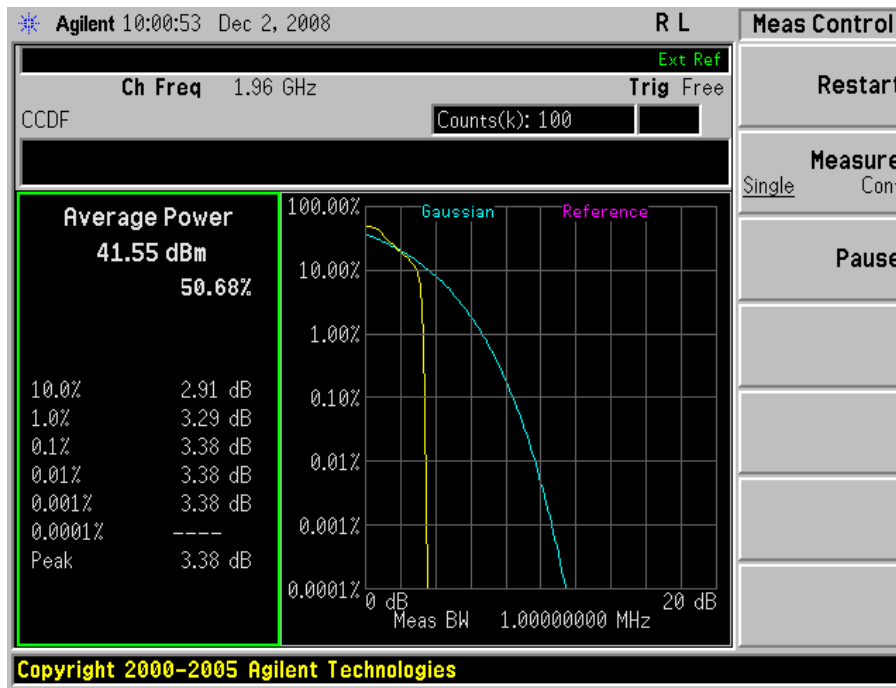 Agilent 10:00:53 Dec 2, 2008 R L
Meas Control
Ext Ref
Ch Freq 1.96 GHz Trig Free
CCDF Counts(k): 100
Restart
Measure
Single Con
Pause
Average Power
41.55 dBm
50.68%
10.0% 2.91 dB
1.0% 3.29 dB
0.1% 3.38 dB
0.01% 3.38 dB
0.001% 3.38 dB
0.0001% ----
Peak 3.38 dB
Gaussian Reference
100.00%
10.00%
1.00%
0.10%
0.01%
0.001%
0.0001%
0 dB 20 dB
Meas BW 1.00000000 MHz
Copyright 2000-2005 Agilent Technologies